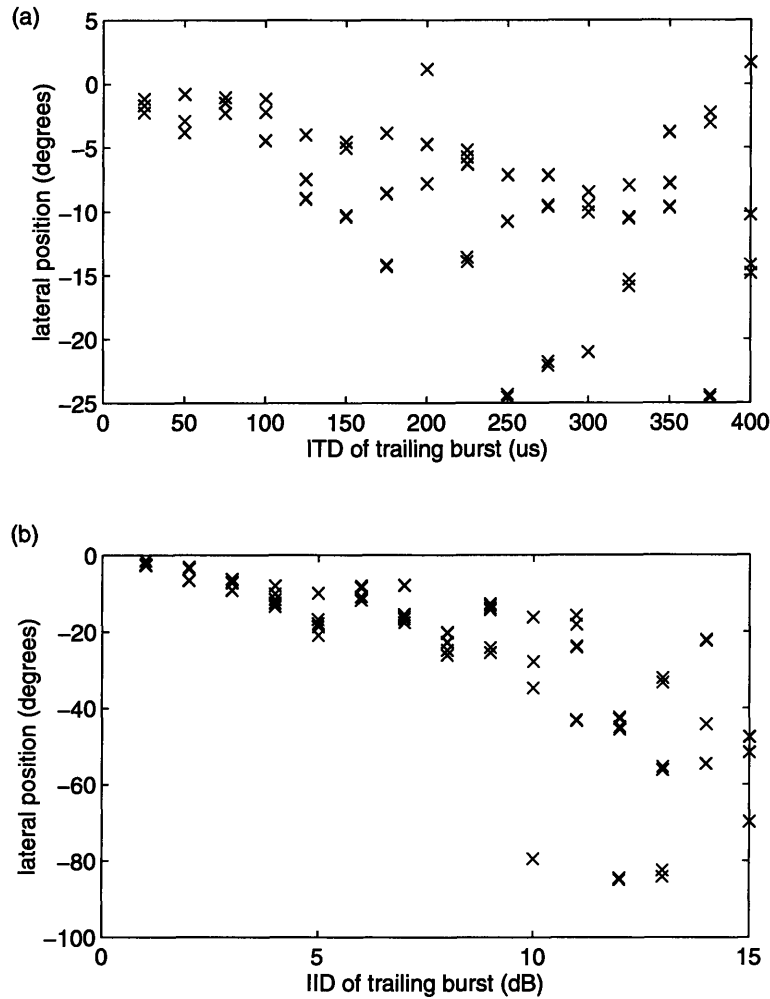 (a)
5
0
−5
−10
−15
−20
−25
lateral position (degrees)
0 50 100 150 200 250 300 350 400
ITD of trailing burst (us)
(b)
0
−20
−40
−60
−80
−100
lateral position (degrees)
0 5 10 15
IID of trailing burst (dB)